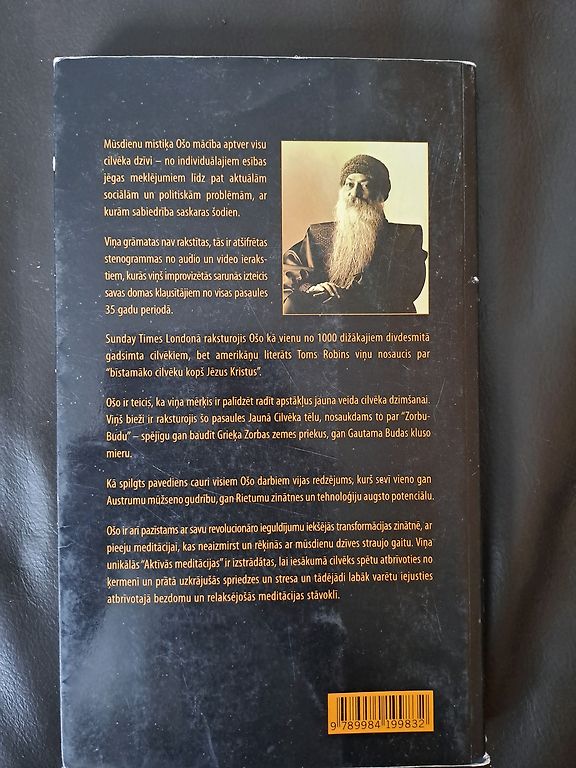 Mūsdienu mistiķa Ošo mācība aptver visu
cilvēka dzīvi – no individuālajiem esības
jēgas meklējumiem līdz pat aktuālām
sociālām un politiskām problēmām, ar
kurām sabiedrība saskaras šodien.
Viņa grāmatas nav rakstītas, tās ir atšifrētas
stenogrammas no audio un video ierak-
stiem, kurās viņš improvizētās sarunās izteicis
savas domas klausītājiem no visas pasaules
35 gadu periodā.
Sunday Times Londonā raksturojis Ošo kā vienu no 1000 dižākajiem divdesmitā
gadsimta cilvēkiem, bet amerikāņu literāts Toms Robins viņu nosaucis par
“bīstamāko cilvēku kopš Jēzus Kristus”.
Ošo ir teicis, ka viņa mērķis ir palīdzēt radīt apstākļus jauna veida cilvēka dzimšanai.
Viņš bieži ir raksturojis šo pasaules Jaunā Cilvēka tēlu, nosaukdams to par “Zorbu-
Budu” – spējīgu gan baudīt Grieķa Zorbas zemes priekus, gan Gautama Budas kluso
mieru.
Kā spilgts pavediens cauri visiem Ošo darbiem vijas redzējums, kurš sevī vieno gan
Austrumu mūžseno gudrību, gan Rietumu zinātnes un tehnoloģiju augsto potenciālu.
Ošo ir arī pazīstams ar savu revolucionāro ieguldījumu iekšējās transformācijas zinātnē, ar
pieeju meditācijai, kas neaizmirst un rēķinās ar mūsdienu dzīves straujo gaitu. Viņa
unikālās “Aktīvās meditācijas” ir izstrādātas, lai iesākumā cilvēks spētu atbrīvoties no
ķermenī un prātā uzkrājušās spriedzes un stresa un tādējādi labāk varētu iejusties
atbrīvotajā bezdomu un relaksējošās meditācijas stāvoklī.
9 789984 199832